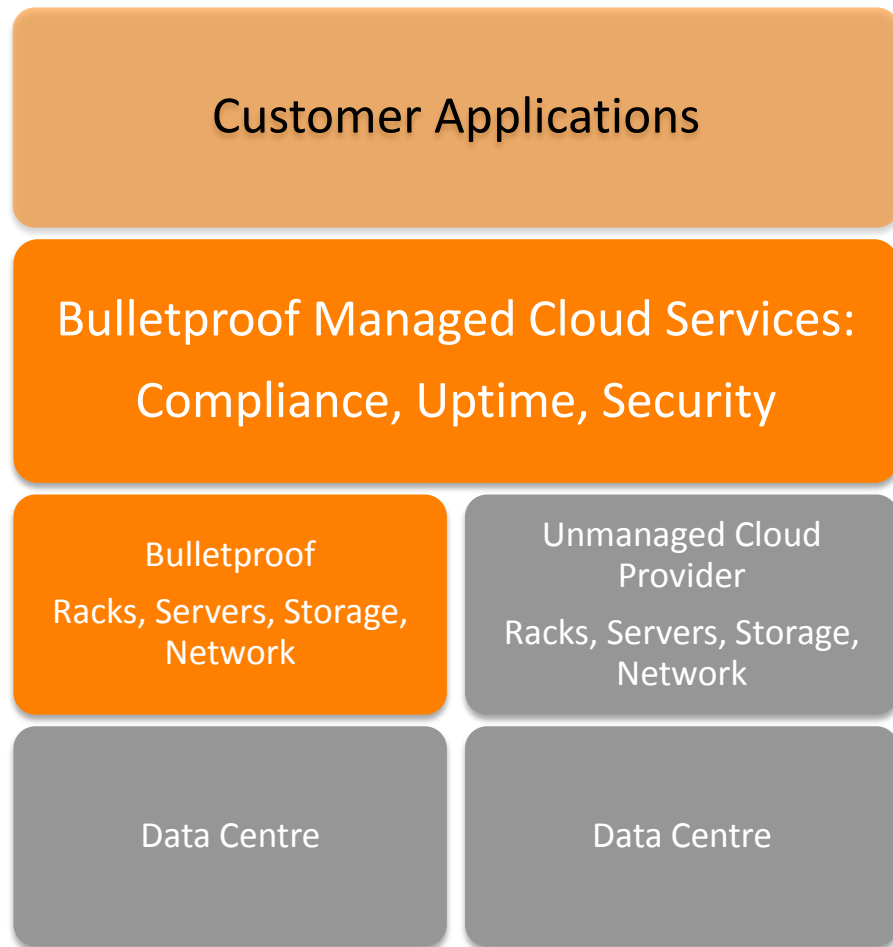 Customer Applications
Bulletproof Managed Cloud Services:
Compliance, Uptime, Security
Bulletproof
Racks, Servers, Storage,
Network
Unmanaged Cloud
Provider
Racks, Servers, Storage,
Network
Data Centre
Data Centre